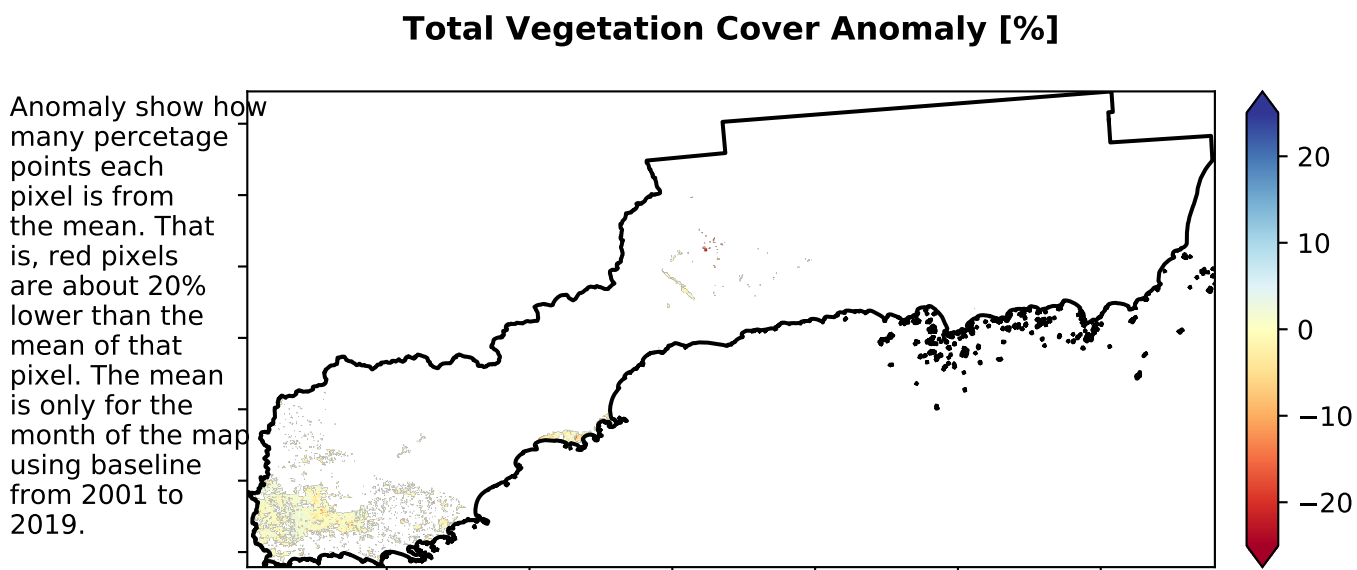 Total Vegetation Cover Anomaly [%]
Anomaly show how
many percetage
points each
pixel is from
the mean. That
is, red pixels
are about 20%
lower than the
mean of that
pixel. The mean
is only for the
month of the map
using baseline
from 2001 to
2019.
20
10
0
−10
−20